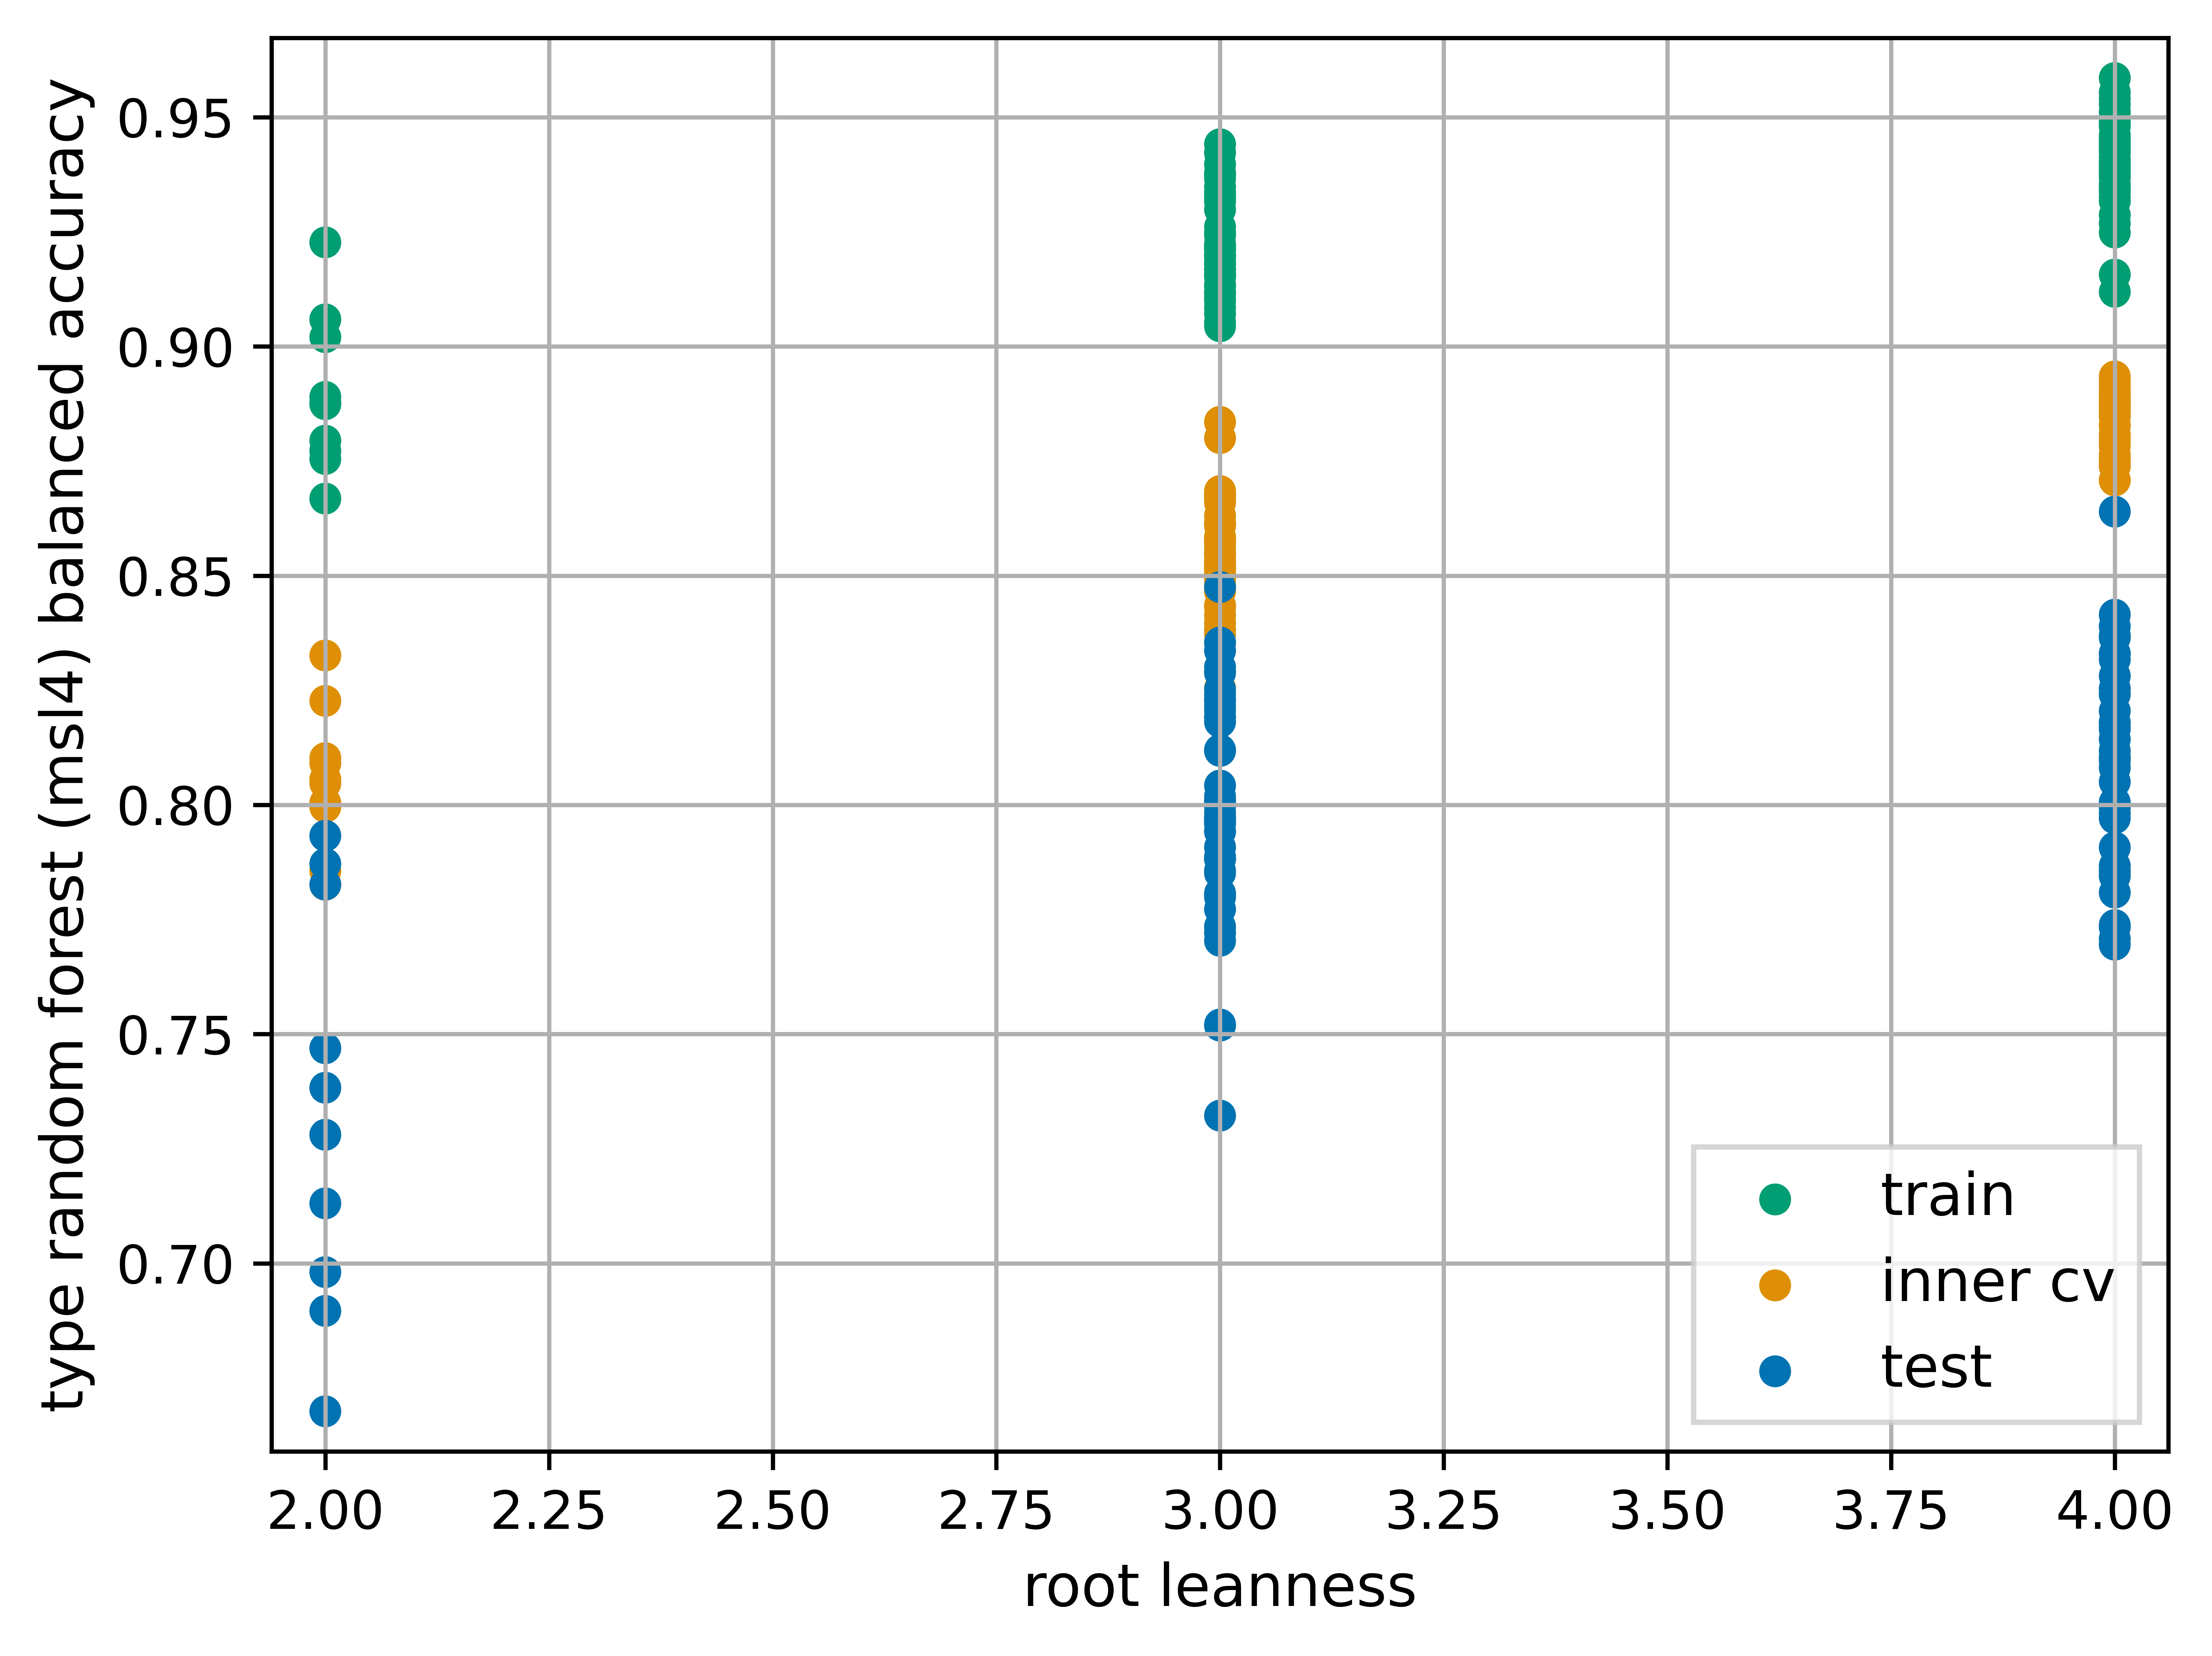 type random forest (msl4) balanced accuracy
0.95
0.90
0.85
0.80
0.75
0.70
train
inner cv
test
2.00 2.25 2.50 2.75 3.00 3.25 3.50 3.75 4.00
root leanness